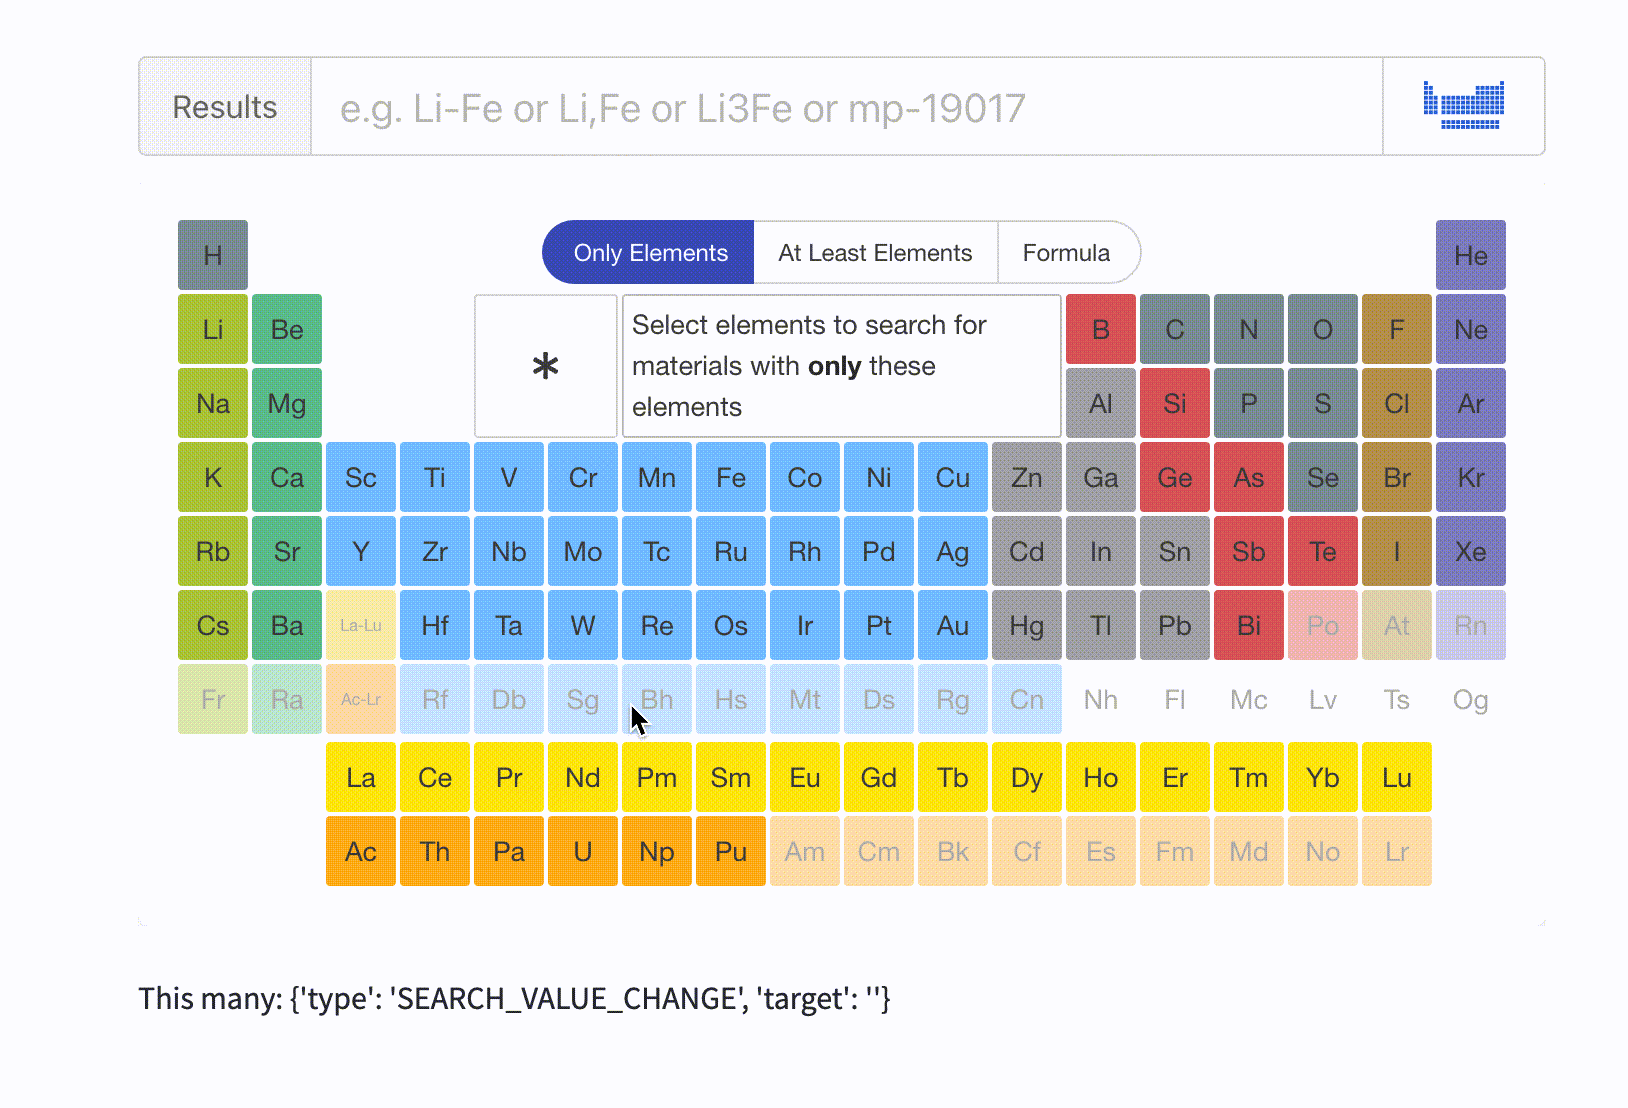 Results
e.g. Li-Fe or Li,Fe or Li3Fe or mp-19017
Only Elements At Least Elements Formula
H He
Li Be B C N O F Ne
*
Select elements to search for
materials with only these
elements
Na Mg Al Si P S Cl Ar
K Ca Sc Ti V Cr Mn Fe Co Ni Cu Zn Ga Ge As Se Br Kr
Rb Sr Y Zr Nb Mo Tc Ru Rh Pd Ag Cd In Sn Sb Te I Xe
Cs Ba La-Lu Hf Ta W Re Os Ir Pt Au Hg Tl Pb Bi Po At Rn
Fr Ra Ac-Lr Rf Db Sg Bh Hs Mt Ds Rg Cn Nh Fl Mc Lv Ts Og
La Ce Pr Nd Pm Sm Eu Gd Tb Dy Ho Er Tm Yb Lu
Ac Th Pa U Np Pu Am Cm Bk Cf Es Fm Md No Lr
This many: {'type': 'SEARCH_VALUE_CHANGE', 'target': ''}